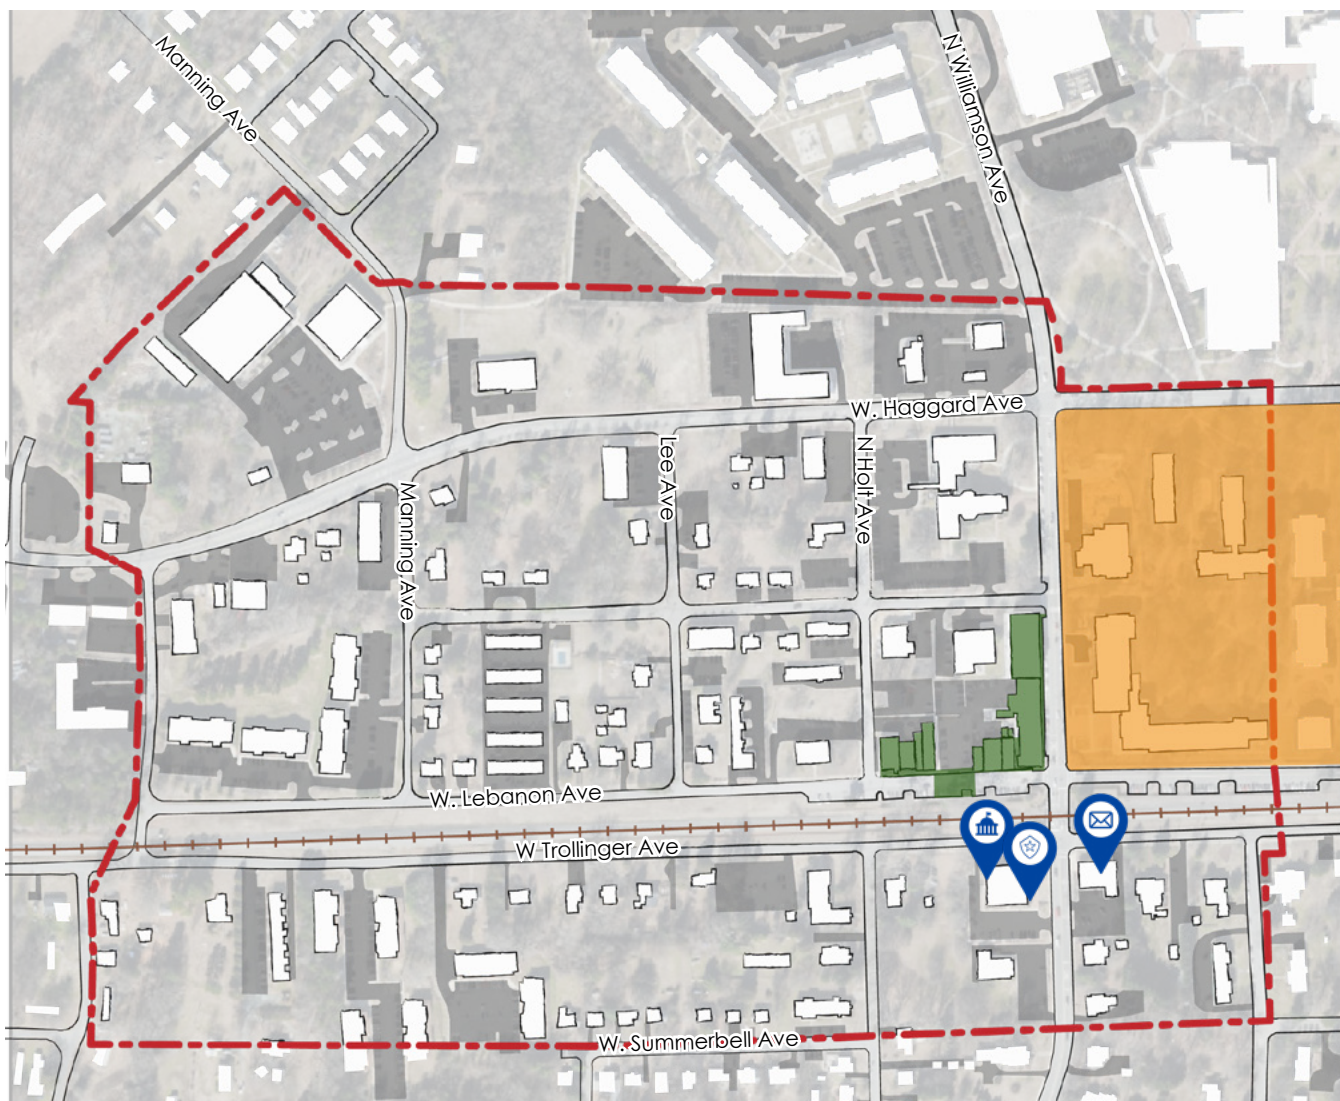 Manning Ave
N Williamson Ave
W. Haggard Ave
Lee Ave
N Holt Ave
Manning Ave
W. Lebanon Ave
W Trollinger Ave
W. Summerbell Ave